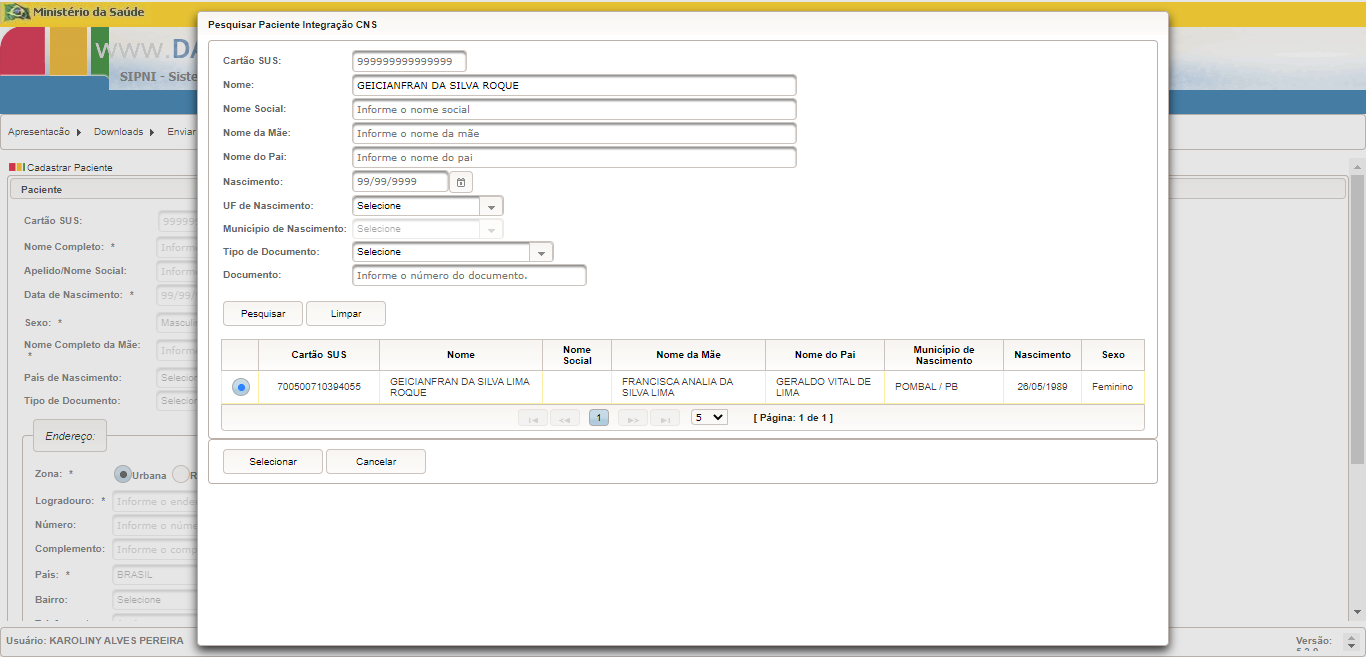 Ministério da Saúde
www.DA
SIPNI - Siste
Apresentacão
Downloads
Enviar
Cadastrar Paciente
Paciente
Cartão SUS:
99999
Nome Completo: *
Inform
Apelido/Nome Social:
Inform
Data de Nascimento: *
99/99/
Sexo: *
Masculin
Nome Completo da Mãe:
*
Inform
País de Nascimento:
Selecion
Tipo de Documento:
Selecion
Endereço:
Zona: *
Urbana
R
Logradouro: *
Informe o ender
Número:
Informe o núme
Complemento:
Informe o comp
País: *
BRASIL
Bairro:
Selecione
Usuário: KAROLINY ALVES PEREIRA
Versão:
Pesquisar Paciente Integração CNS
Cartão SUS:
999999999999999
Nome:
GEICIANFRAN DA SILVA ROQUE
Nome Social:
Informe o nome social
Nome da Mãe:
Informe o nome da mãe
Nome do Pai:
Informe o nome do pai
Nascimento:
99/99/9999
UF de Nascimento:
Selecione
Município de Nascimento:
Selecione
Tipo de Documento:
Selecione
Documento:
Informe o número do documento.
Pesquisar
Limpar
Cartão SUS
Nome
Nome
Social
Nome da Mãe
Nome do Pai
Município de
Nascimento
Nascimento
Sexo
700500710394055
GEICIANFRAN DA SILVA LIMA
ROQUE
FRANCISCA ANALIA DA
SILVA LIMA
GERALDO VITAL DE
LIMA
POMBAL / PB
26/05/1989
Feminino
1
5
[ Página: 1 de 1 ]
Selecionar
Cancelar